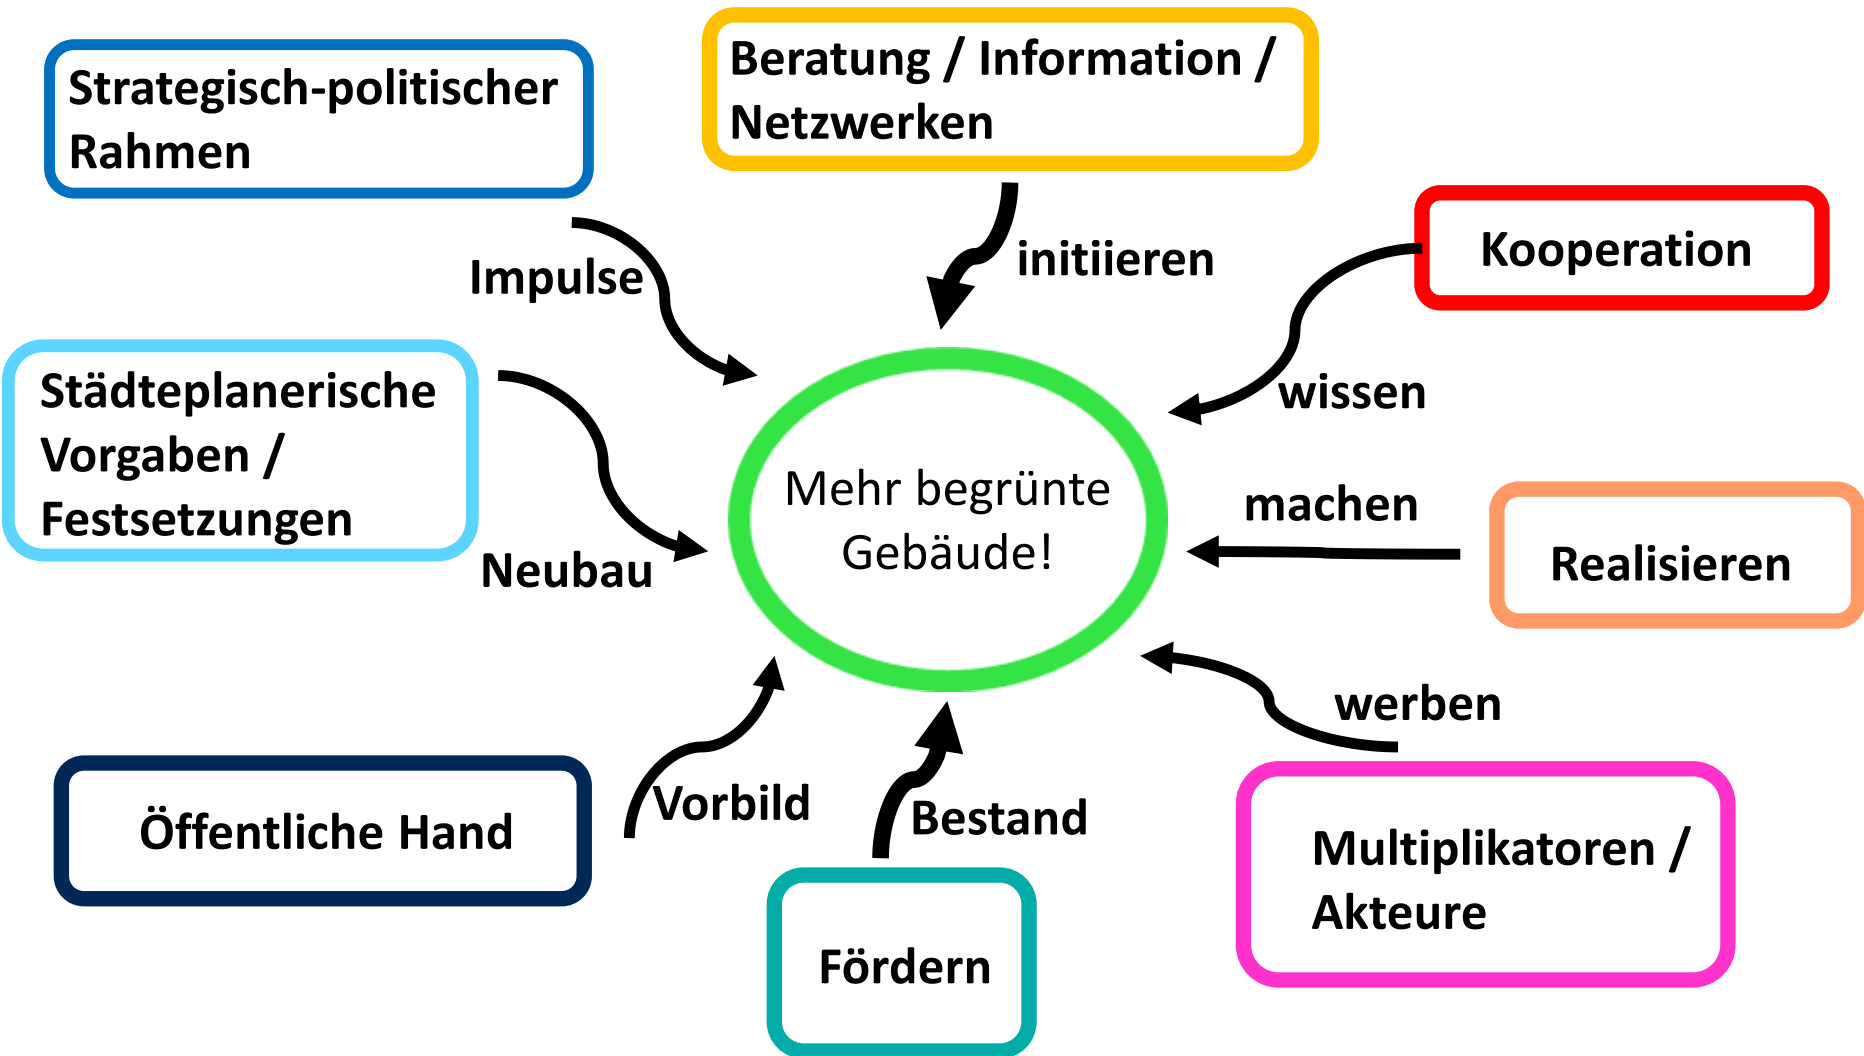 Strategisch-politischer
Rahmen
Beratung / Information /
Netzwerken
Kooperation
Impulse
initiieren
wissen
Städteplanerische
Vorgaben /
Festsetzungen
Neubau
Mehr begrünte
Gebäude!
machen
Realisieren
werben
Öffentliche Hand
Vorbild
Bestand
Fördern
Multiplikatoren /
Akteure